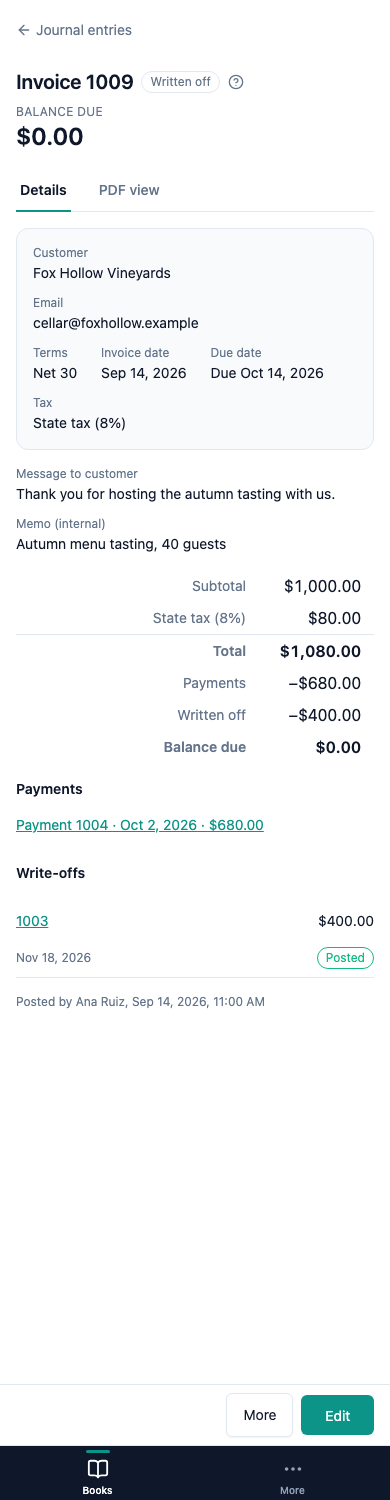 Journal entries
Invoice 1009 Written off
BALANCE DUE
$0.00
Details PDF view
Customer
Fox Hollow Vineyards
Email
cellar@foxhollow.example
Terms Invoice date Due date
Net 30 Sep 14, 2026 Due Oct 14, 2026
Tax
State tax (8%)
Message to customer
Thank you for hosting the autumn tasting with us.
Memo (internal)
Autumn menu tasting, 40 guests
Subtotal $1,000.00
State tax (8%) $80.00
Total $1,080.00
Payments –$680.00
Written off –$400.00
Balance due $0.00
Payments
Payment 1004 · Oct 2, 2026 · $680.00
Write-offs
1003 $400.00
Nov 18, 2026 Posted
Posted by Ana Ruiz, Sep 14, 2026, 11:00 AM
More Edit
Books More